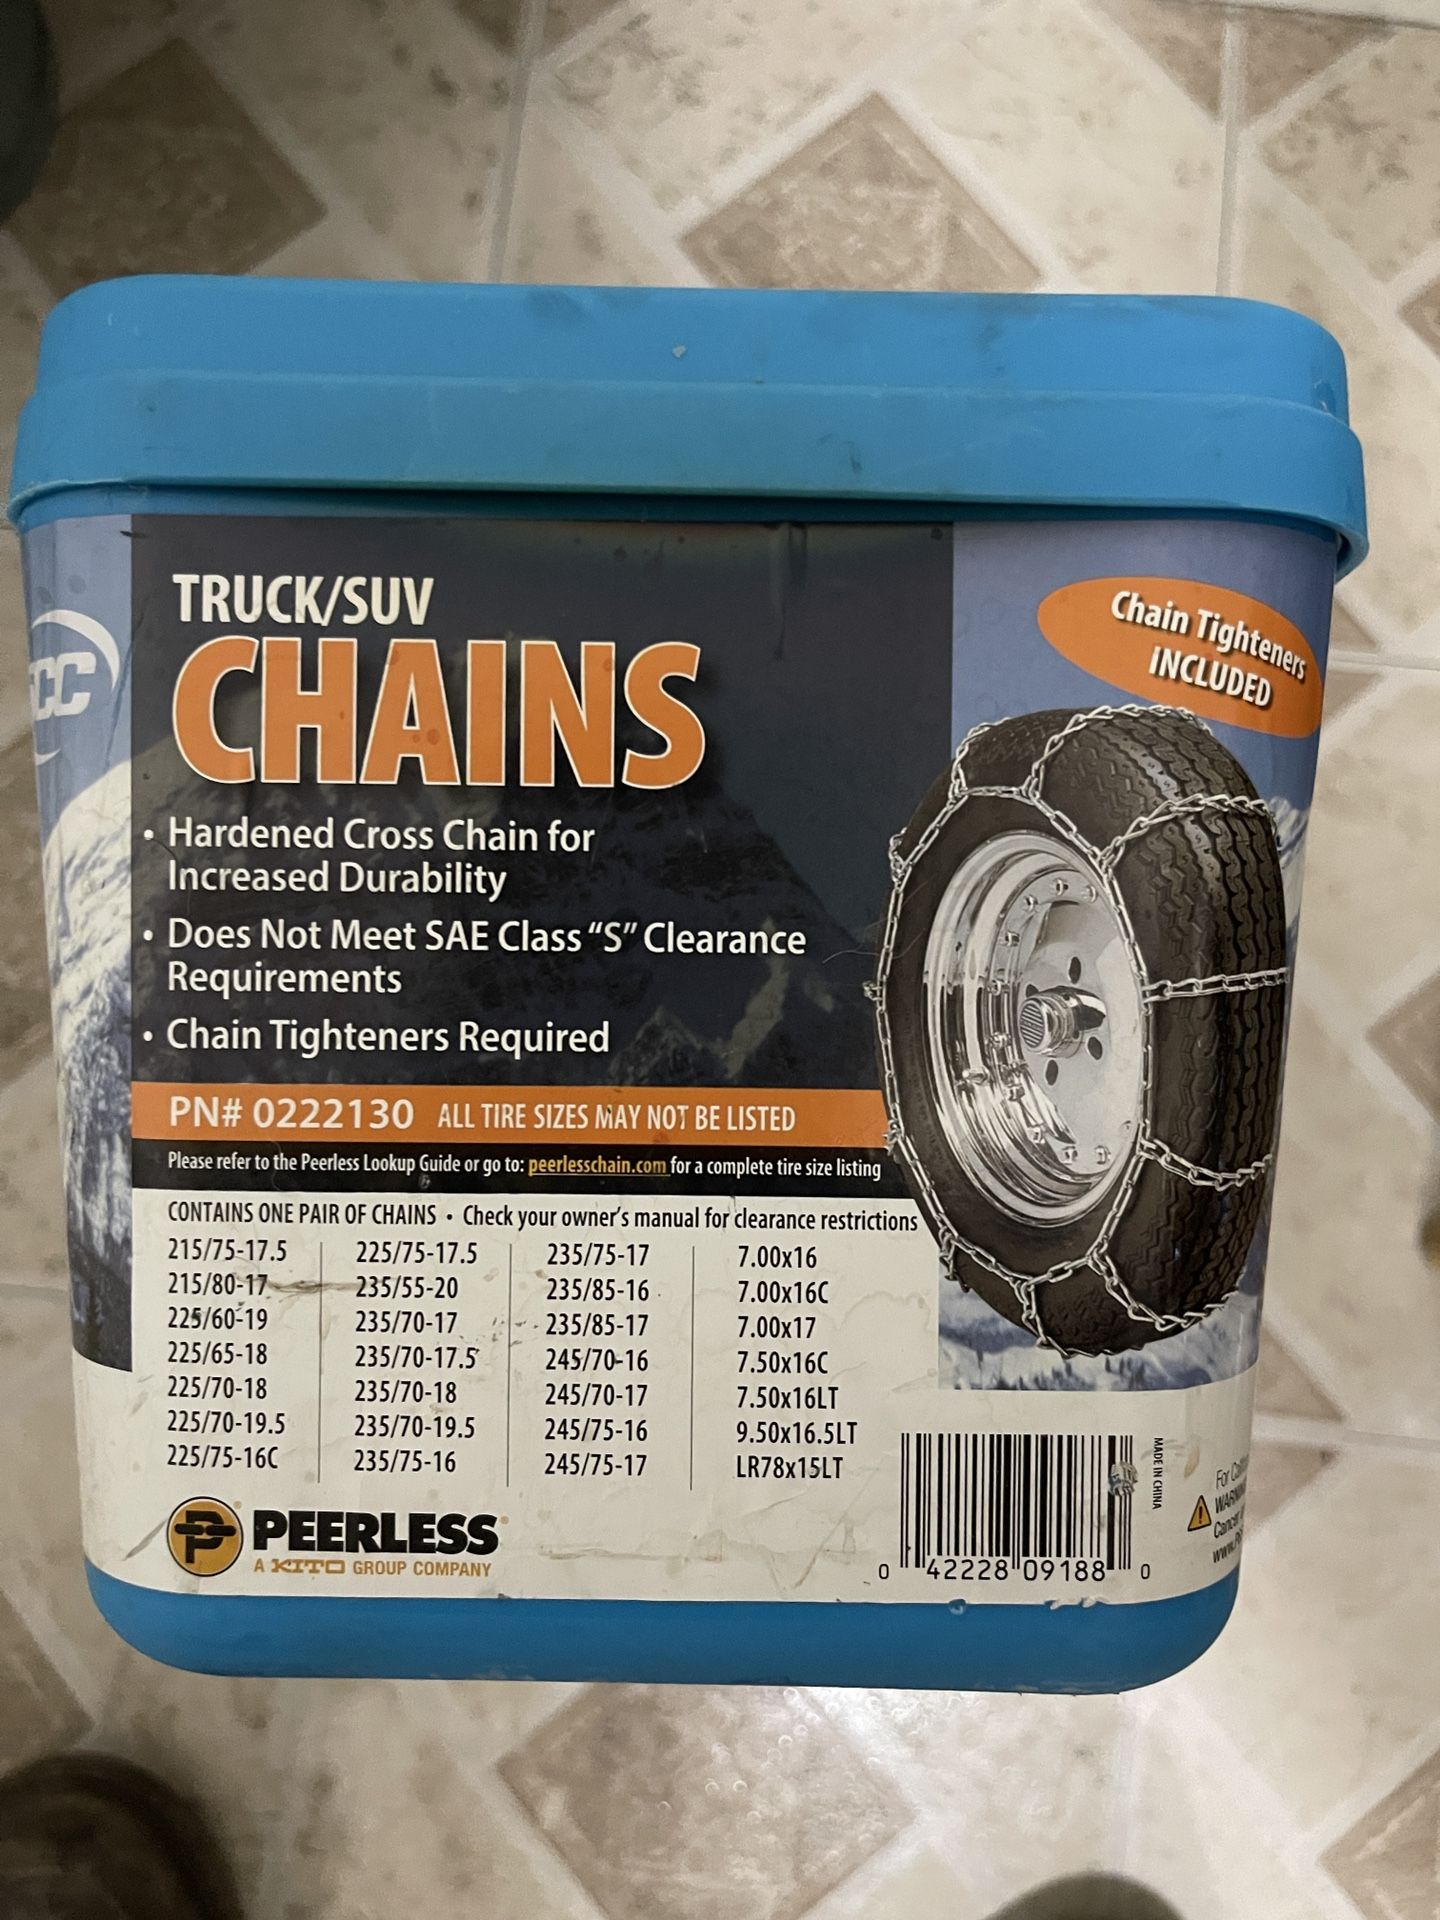 TRUCK/SUV
CHAINS
Chain Tighteners
iNCLUDED
CC
• Hardened Cross Chain for
Increased Durability
• Does Not Meet SAE Class “S” Clearance
Requirements
• Chain Tighteners Required
PN# 0222130 ALL TIRE SIZES MAY NOT BE LISTED
Please refer to the Peerless Lookup Guide or go to: peerlesschain.com for a complete tire size listing
CONTAINS ONE PAIR OF CHAINS • Check your owner's manual for clearance restrictions
215/75-17.5 225/75-17.5 235/75-17 7.00x16
215/80-17 235/55-20 235/85-16 7.00x16C
225/60-19 235/70-17 235/85-17 7.00x17
225/65-18 235/70-17.5 245/70-16 7.50x16C
225/70-18 235/70-18 245/70-17 7.50x16LT
225/70-19.5 235/70-19.5 245/75-16 9.50x16.5LT
225/75-16C 235/75-16 245/75-17 LR78x15LT
PEERLESS
A KITO GROUP COMPANY
0 42228 09188 0
MADE IN CHINA
For